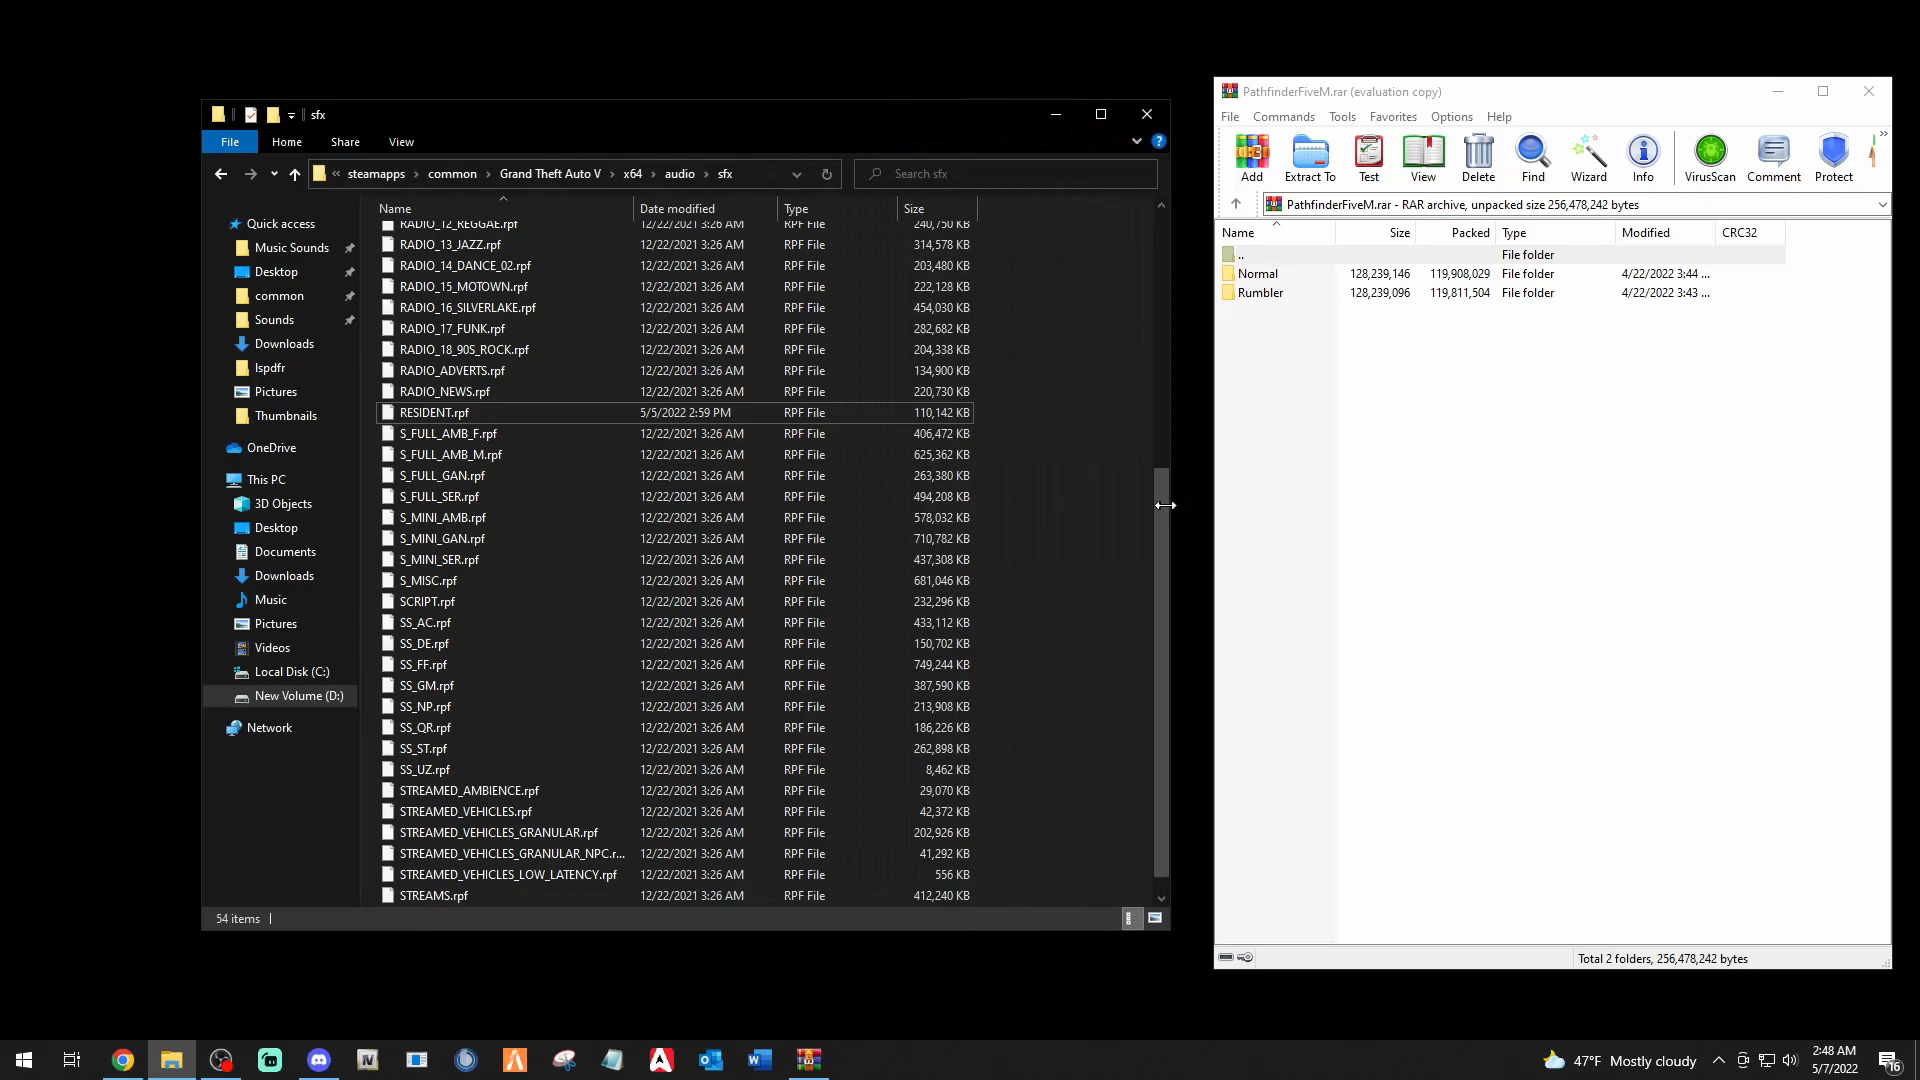 sfx
File Home Share View
« steamapps › common › Grand Theft Auto V › x64 › audio › sfx
Search sfx
Name Date modified Type Size
Quick access
Music Sounds
Desktop
common
Sounds
Downloads
lspdfr
Pictures
Thumbnails
OneDrive
This PC
3D Objects
Desktop
Documents
Downloads
Music
Pictures
Videos
Local Disk (C:)
New Volume (D:)
Network
RADIO_12_REGGAE.rpf 12/22/2021 3:26 AM RPF File 240,750 KB
RADIO_13_JAZZ.rpf 12/22/2021 3:26 AM RPF File 314,578 KB
RADIO_14_DANCE_02.rpf 12/22/2021 3:26 AM RPF File 203,480 KB
RADIO_15_MOTOWN.rpf 12/22/2021 3:26 AM RPF File 222,128 KB
RADIO_16_SILVERLAKE.rpf 12/22/2021 3:26 AM RPF File 454,030 KB
RADIO_17_FUNK.rpf 12/22/2021 3:26 AM RPF File 282,682 KB
RADIO_18_90S_ROCK.rpf 12/22/2021 3:26 AM RPF File 204,338 KB
RADIO_ADVERTS.rpf 12/22/2021 3:26 AM RPF File 134,900 KB
RADIO_NEWS.rpf 12/22/2021 3:26 AM RPF File 220,730 KB
RESIDENT.rpf 5/5/2022 2:59 PM RPF File 110,142 KB
S_FULL_AMB_F.rpf 12/22/2021 3:26 AM RPF File 406,472 KB
S_FULL_AMB_M.rpf 12/22/2021 3:26 AM RPF File 625,362 KB
S_FULL_GAN.rpf 12/22/2021 3:26 AM RPF File 263,380 KB
S_FULL_SER.rpf 12/22/2021 3:26 AM RPF File 494,208 KB
S_MINI_AMB.rpf 12/22/2021 3:26 AM RPF File 578,032 KB
S_MINI_GAN.rpf 12/22/2021 3:26 AM RPF File 710,782 KB
S_MINI_SER.rpf 12/22/2021 3:26 AM RPF File 437,308 KB
S_MISC.rpf 12/22/2021 3:26 AM RPF File 681,046 KB
SCRIPT.rpf 12/22/2021 3:26 AM RPF File 232,296 KB
SS_AC.rpf 12/22/2021 3:26 AM RPF File 433,112 KB
SS_DE.rpf 12/22/2021 3:26 AM RPF File 150,702 KB
SS_FF.rpf 12/22/2021 3:26 AM RPF File 749,244 KB
SS_GM.rpf 12/22/2021 3:26 AM RPF File 387,590 KB
SS_NP.rpf 12/22/2021 3:26 AM RPF File 213,908 KB
SS_QR.rpf 12/22/2021 3:26 AM RPF File 186,226 KB
SS_ST.rpf 12/22/2021 3:26 AM RPF File 262,898 KB
SS_UZ.rpf 12/22/2021 3:26 AM RPF File 8,462 KB
STREAMED_AMBIENCE.rpf 12/22/2021 3:26 AM RPF File 29,070 KB
STREAMED_VEHICLES.rpf 12/22/2021 3:26 AM RPF File 42,372 KB
STREAMED_VEHICLES_GRANULAR.rpf 12/22/2021 3:26 AM RPF File 202,926 KB
STREAMED_VEHICLES_GRANULAR_NPC.r... 12/22/2021 3:26 AM RPF File 41,292 KB
STREAMED_VEHICLES_LOW_LATENCY.rpf 12/22/2021 3:26 AM RPF File 556 KB
STREAMS.rpf 12/22/2021 3:26 AM RPF File 412,240 KB
54 items
PathfinderFiveM.rar (evaluation copy)
File Commands Tools Favorites Options Help
Add Extract To Test View Delete Find Wizard Info VirusScan Comment Protect
PathfinderFiveM.rar - RAR archive, unpacked size 256,478,242 bytes
Name Size Packed Type Modified CRC32
.. File folder
Normal 128,239,146 119,908,029 File folder 4/22/2022 3:44 ...
Rumbler 128,239,096 119,811,504 File folder 4/22/2022 3:43 ...
Total 2 folders, 256,478,242 bytes
47°F Mostly cloudy
2:48 AM
5/7/2022
16